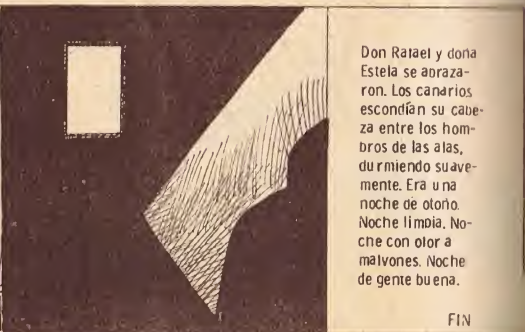 Don Rafael y doña
Estela se abraza-
ron. Los canarios
escondían su cabe-
za entre los hom-
bros de las alas,
durmiendo suave-
mente. Era una
noche de otoño.
Noche limpia. No-
che con olor a
malvones. Noche
de gente buena.
FIN